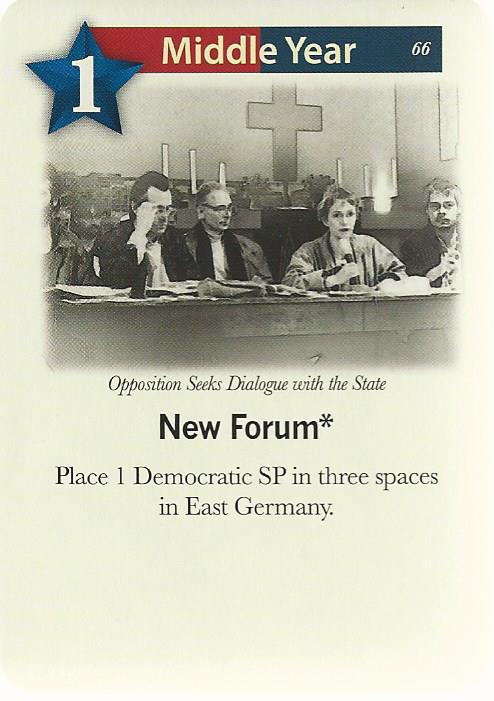 1
Middle Year
66
Opposition Seeks Dialogue with the State
New Forum*
Place 1 Democratic SP in three spaces
in East Germany.